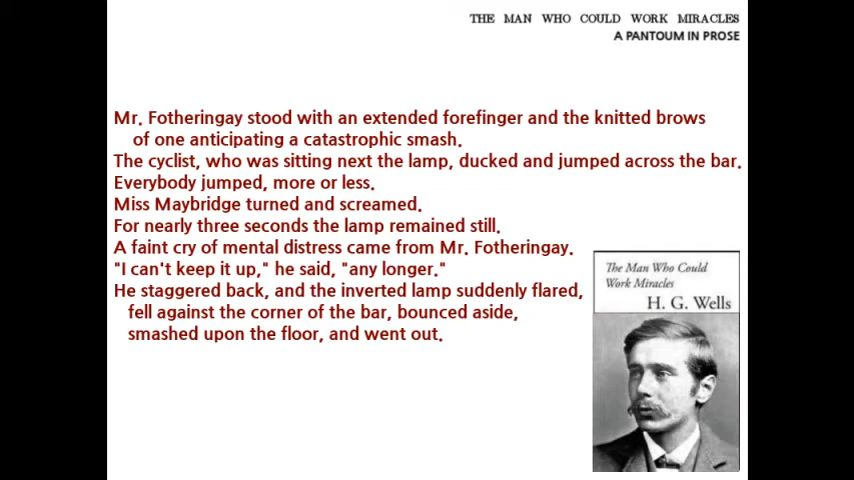 THE MAN WHO COULD WORK MIRACLES
A PANTOUM IN PROSE
Mr. Fotheringay stood with an extended forefinger and the knitted brows
of one anticipating a catastrophic smash.
The cyclist, who was sitting next the lamp, ducked and jumped across the bar.
Everybody jumped, more or less.
Miss Maybridge turned and screamed.
For nearly three seconds the lamp remained still.
A faint cry of mental distress came from Mr. Fotheringay.
"I can't keep it up," he said, "any longer."
He staggered back, and the inverted lamp suddenly flared,
fell against the corner of the bar, bounced aside,
smashed upon the floor, and went out.
The Man Who Could
Work Miracles
H. G. Wells